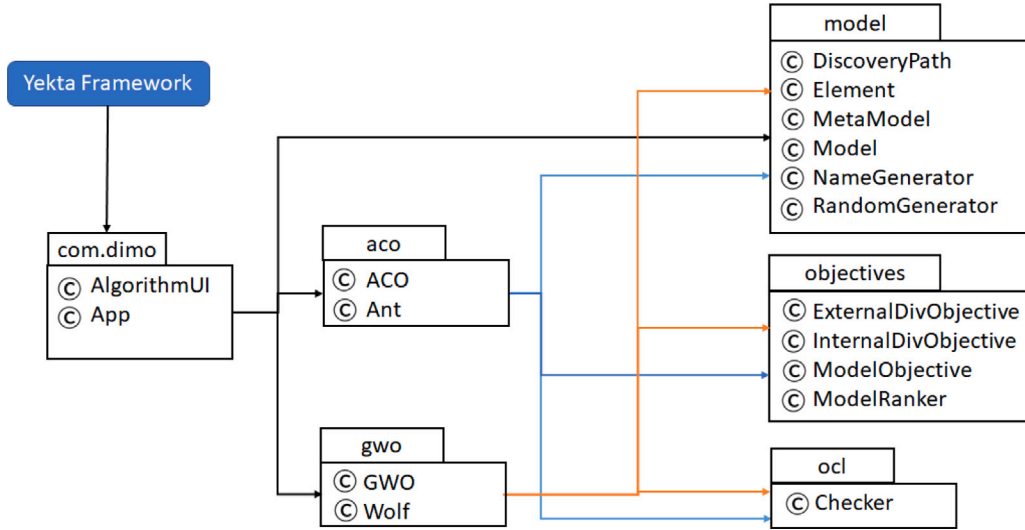 Yekta Framework
com.dimo
© AlgorithmUI
© App
aco
© ACO
© Ant
gwo
© GWO
© Wolf
model
© DiscoveryPath
© Element
© MetaModel
© Model
© NameGenerator
© RandomGenerator
objectives
© ExternalDivObjective
© InternalDivObjective
© ModelObjective
© ModelRanker
ocl
© Checker